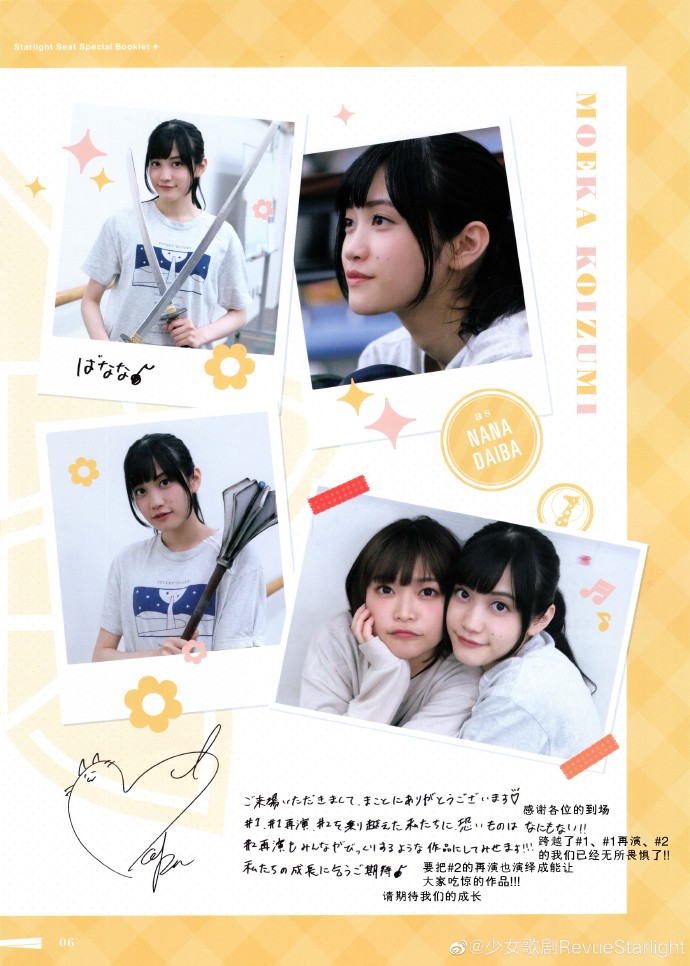 Starlight Seat Special Booklet
MOEKA KOIZUMI
ばなな♪
as
NANA
DAIBA
ご来場いただきまして、まことにありがとうございます♡
#1、#1再演、#2を乗り越えた私たちに、恐いものは なにもない!!
#2再演もみんながびっくりするような作品にしてみせます!!!
私たちの成長に乞うご期待♪
感谢各位的到场
跨越了#1、#1再演、#2
的我们已经无所畏惧了!!
要把#2的再演也演绎成能让
大家吃惊的作品!!!
请期待我们的成长
06
@少女歌剧RevueStarlight